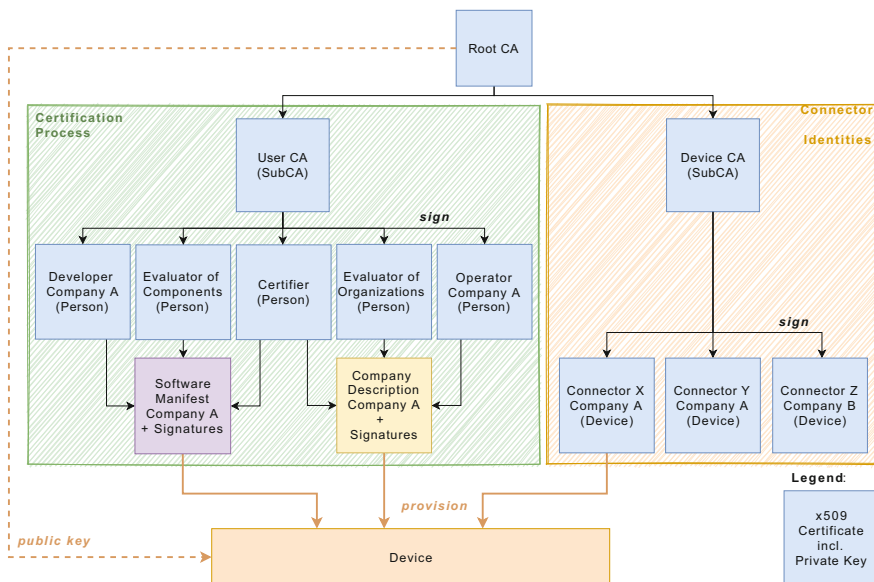 Root CA
Certification
Process
Connector
Identities
User CA
(SubCA)
Device CA
(SubCA)
sign
Developer
Company A
(Person)
Evaluator of
Components
(Person)
Certifier
(Person)
Evaluator of
Organizations
(Person)
Operator
Company A
(Person)
sign
Software
Manifest
Company A
+ Signatures
Company
Description
Company A
+
Signatures
Connector X
Company A
(Device)
Connector Y
Company A
(Device)
Connector Z
Company B
(Device)
Legend:
provision
public key
Device
x509
Certificate
incl.
Private Key